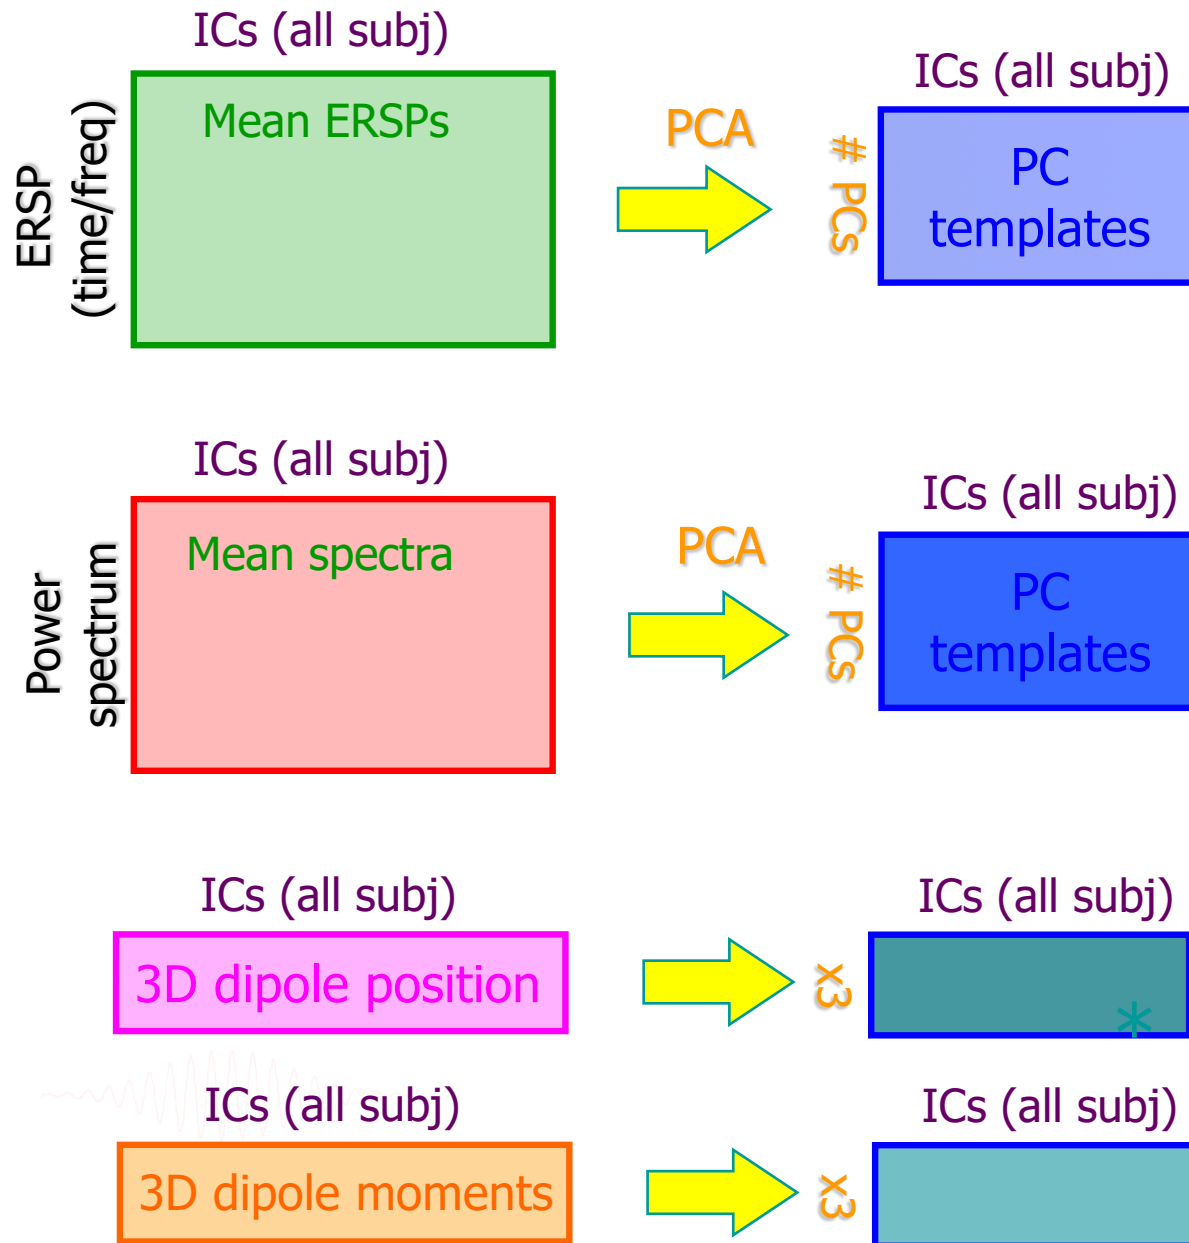 ICs (all subj)
ERSP
(time/freq)
Mean ERSPs
PCA
ICs (all subj)
# PCs
PC
templates
ICs (all subj)
Power
spectrum
Mean spectra
PCA
ICs (all subj)
# PCs
PC
templates
ICs (all subj)
3D dipole position
ICs (all subj)
x3
*
ICs (all subj)
3D dipole moments
ICs (all subj)
x3